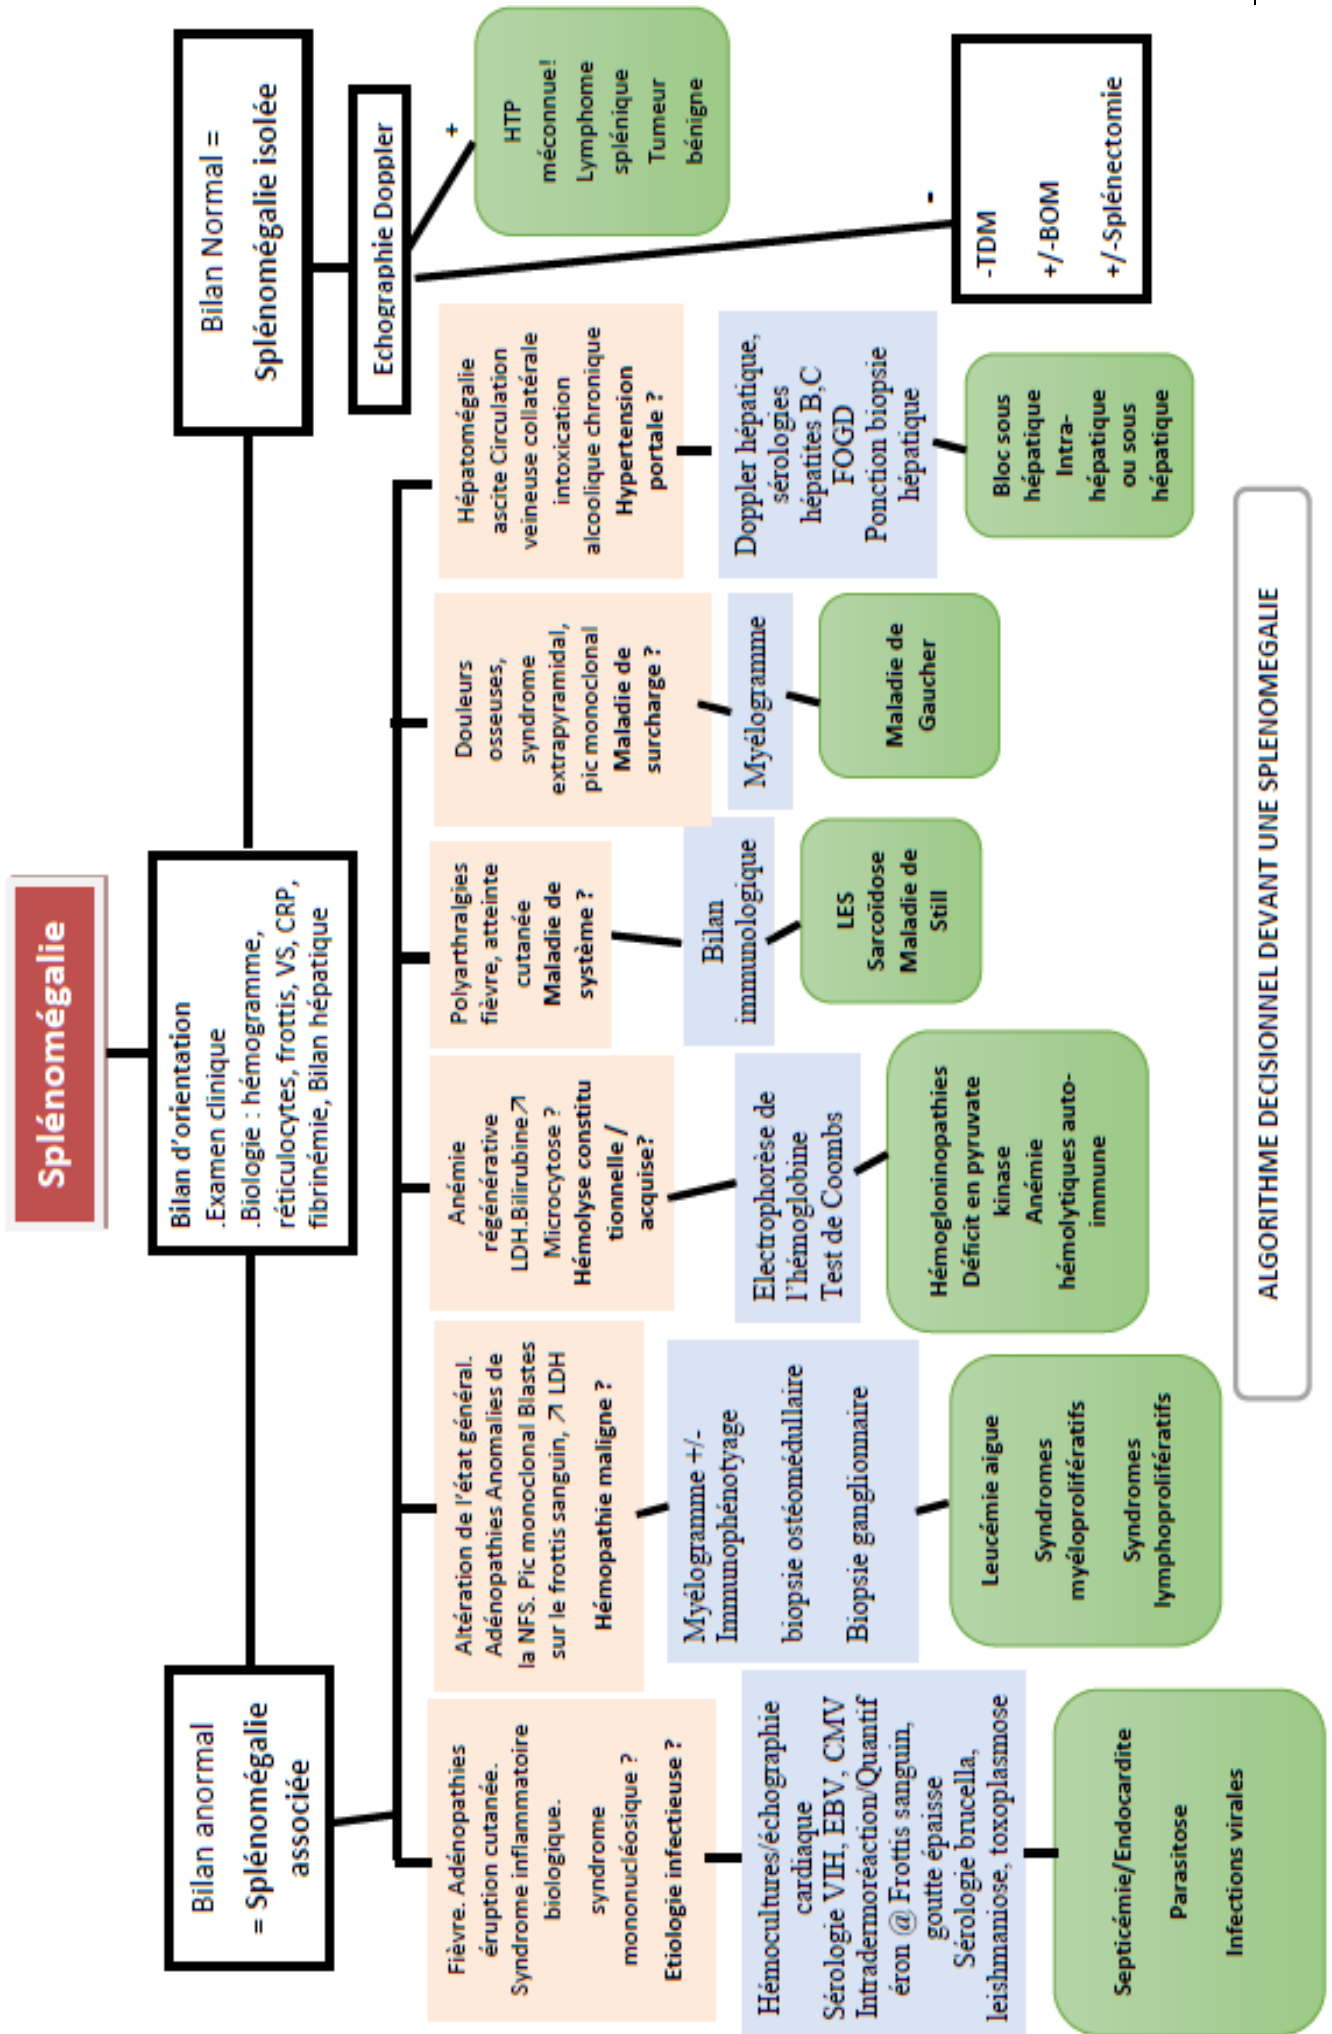 Splénomégalie
Bilan d'orientation
.Examen clinique
.Biologie : hémogramme,
réticulocytes, frottis, VS, CRP,
fibrinémie, Bilan hépatique
Bilan anormal
= Splénomégalie
associée
Bilan Normal =
Splénomégalie isolée
Echographie Doppler
+
HTP
méconnue!
Lymphome
splénique
Tumeur
bénigne
-
-TDM
+/-BOM
+/-Splénectomie
Fièvre. Adénopathies
éruption cutanée.
Syndrome inflammatoire
biologique.
syndrome
mononucléosique ?
Etiologie infectieuse ?
Hémocultures/échographie
cardiaque
Sérologie VIH, EBV, CMV
Intradermoréaction/Quantif
éron @ Frottis sanguin,
goutte épaisse
Sérologie brucella,
leishmaniose, toxoplasmose
Septicémie/Endocardite
Parasitose
Infections virales
Altération de l'état général.
Adénopathies Anomalies de
la NFS. Pic monoclonal Blastes
sur le frottis sanguin, ↗ LDH
Hémopathie maligne ?
Myélogramme +/-
Immunophénotyage
biopsie ostéomédullaire
Biopsie ganglionnaire
Leucémie aigue
Syndromes
myéloprolifératifs
Syndromes
lymphoprolifératifs
Anémie
régénérative
LDH.Bilirubine↗
Microcytose ?
Hémolyse constitu
tionnelle /
acquise?
Electrophorèse de
l'hémoglobine
Test de Coombs
Hémogloninopathies
Déficit en pyruvate
kinase
Anémie
hémolytiques auto-
immune
Polyarthralgies
fièvre, atteinte
cutanée
Maladie de
système ?
Bilan
immunologique
LES
Sarcoïdose
Maladie de
Still
Douleurs
osseuses,
syndrome
extrapyramidal,
pic monoclonal
Maladie de
surcharge ?
Myélogramme
Maladie de
Gaucher
Hépatomégalie
ascite Circulation
veineuse collatérale
intoxication
alcoolique chronique
Hypertension
portale ?
Doppler hépatique,
sérologies
hépatites B,C
FOGD
Ponction biopsie
hépatique
Bloc sous
hépatique
Intra-
hépatique
ou sous
hépatique
ALGORITHME DECISIONNEL DEVANT UNE SPLENOMEGALIE